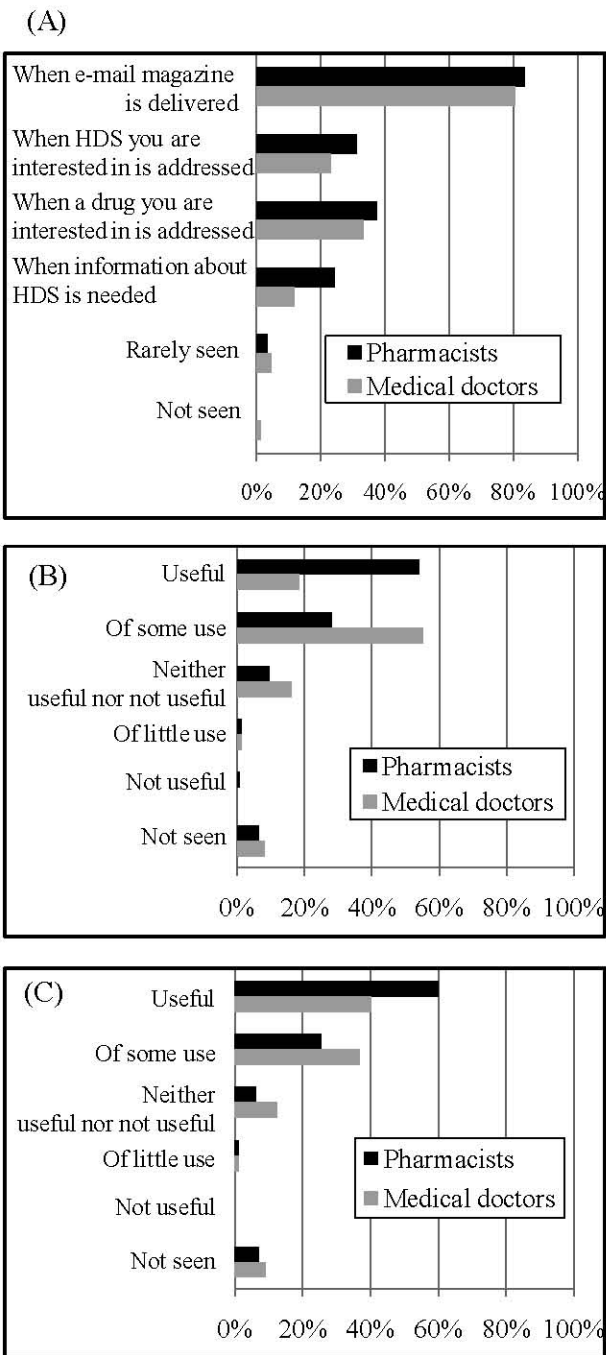 (A)
When e-mail magazine
is delivered
When HDS you are
interested in is addressed
When a drug you are
interested in is addressed
When information about
HDS is needed
Rarely seen
Not seen
Pharmacists
Medical doctors
0% 20% 40% 60% 80% 100%
(B)
Useful
Of some use
Neither
useful nor not useful
Of little use
Not useful
Not seen
Pharmacists
Medical doctors
0% 20% 40% 60% 80% 100%
(C)
Useful
Of some use
Neither
useful nor not useful
Of little use
Not useful
Not seen
Pharmacists
Medical doctors
0% 20% 40% 60% 80% 100%